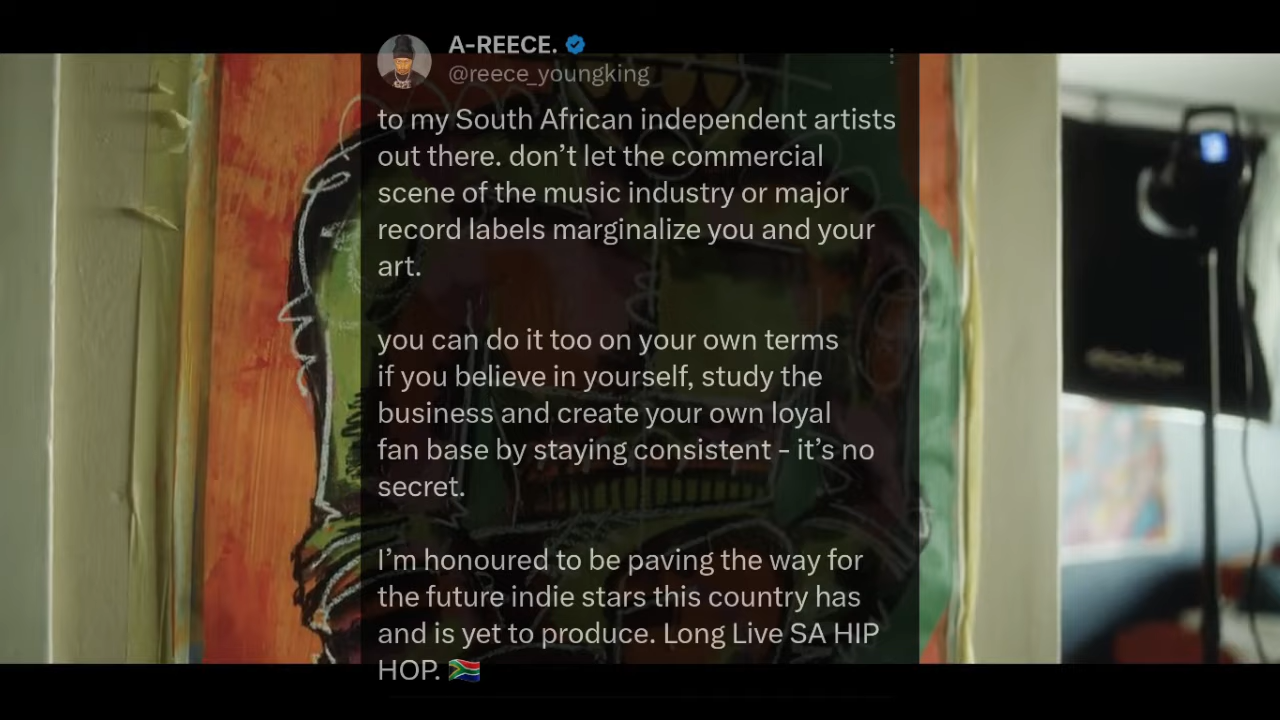 A-REECE.
@reece_youngking
to my South African independent artists
out there. don’t let the commercial
scene of the music industry or major
record labels marginalize you and your
art.
you can do it too on your own terms
if you believe in yourself, study the
business and create your own loyal
fan base by staying consistent - it’s no
secret.
I’m honoured to be paving the way for
the future indie stars this country has
and is yet to produce. Long Live SA HIP
HOP. 🇿🇦